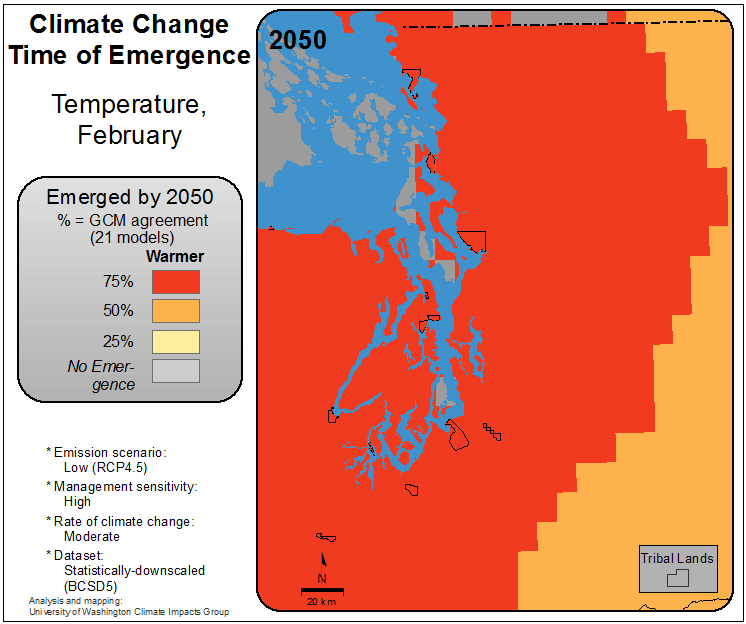 Climate Change
Time of Emergence
Temperature,
February
Emerged by 2050
% = GCM agreement
(21 models)
Warmer
75%
50%
25%
No Emer-
gence
* Emission scenario:
Low (RCP4.5)
* Management sensitivity:
High
* Rate of climate change:
Moderate
* Dataset:
Statistically-downscaled
(BCSD5)
Analysis and mapping:
University of Washington Climate Impacts Group
2050
N
20 km
Tribal Lands